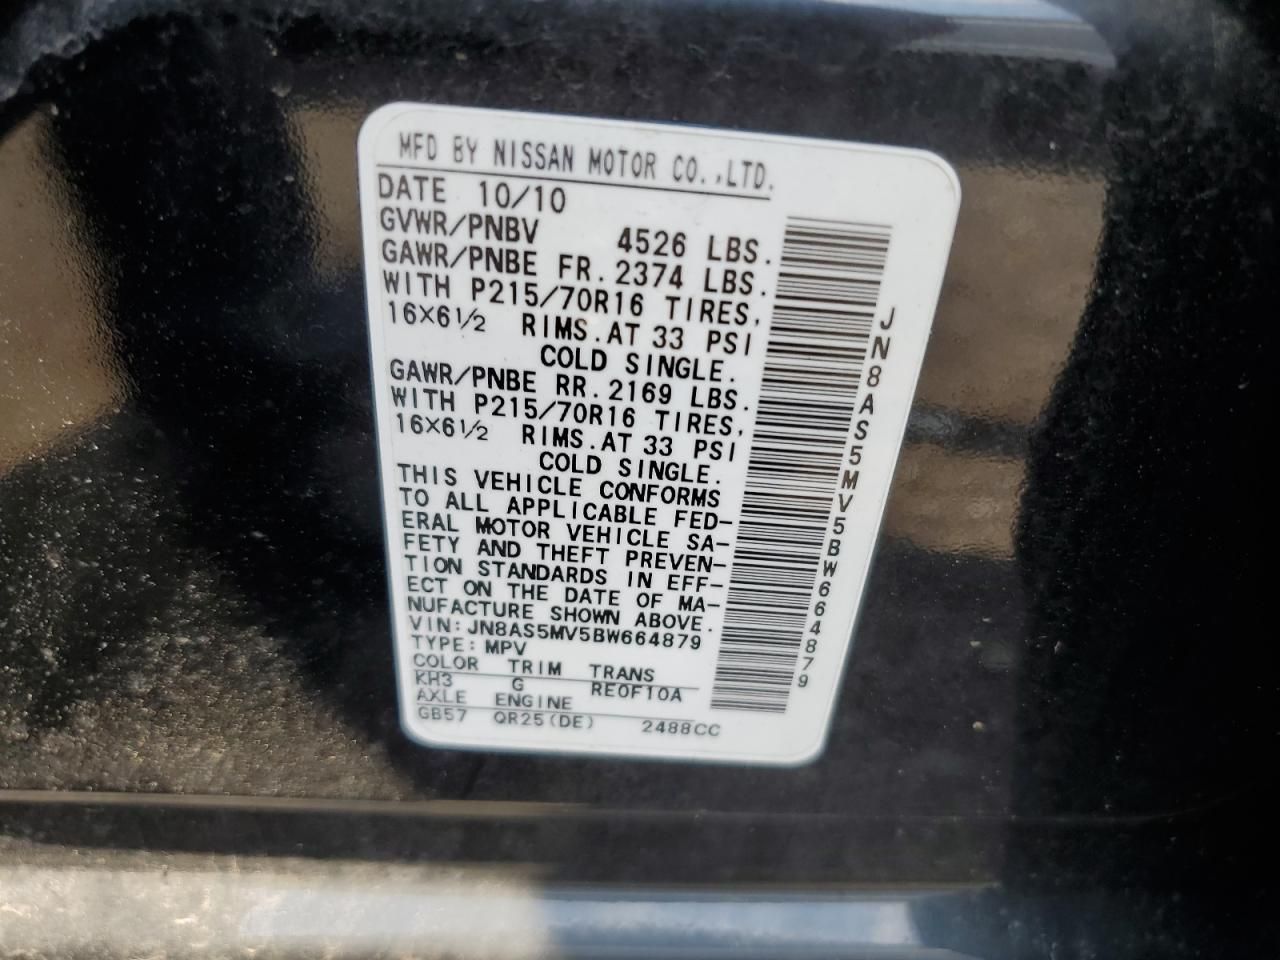 MFD BY NISSAN MOTOR CO.,LTD.
DATE 10/10
GVWR/PNBV 4526 LBS.
GAWR/PNBE FR. 2374 LBS.
WITH P215/70R16 TIRES,
16X6½ RIMS.AT 33 PSI
COLD SINGLE.
GAWR/PNBE RR. 2169 LBS.
WITH P215/70R16 TIRES,
16X6½ RIMS.AT 33 PSI
COLD SINGLE.
THIS VEHICLE CONFORMS
TO ALL APPLICABLE FED-
ERAL MOTOR VEHICLE SA-
FETY AND THEFT PREVEN-
TION STANDARDS IN EFF-
ECT ON THE DATE OF MA-
NUFACTURE SHOWN ABOVE.
VIN: JN8AS5MV5BW664879
TYPE: MPV
COLOR TRIM TRANS
KH3 G RE0F10A
AXLE ENGINE
GB57 QR25(DE) 2488CC
JN8AS5MV5BW664879